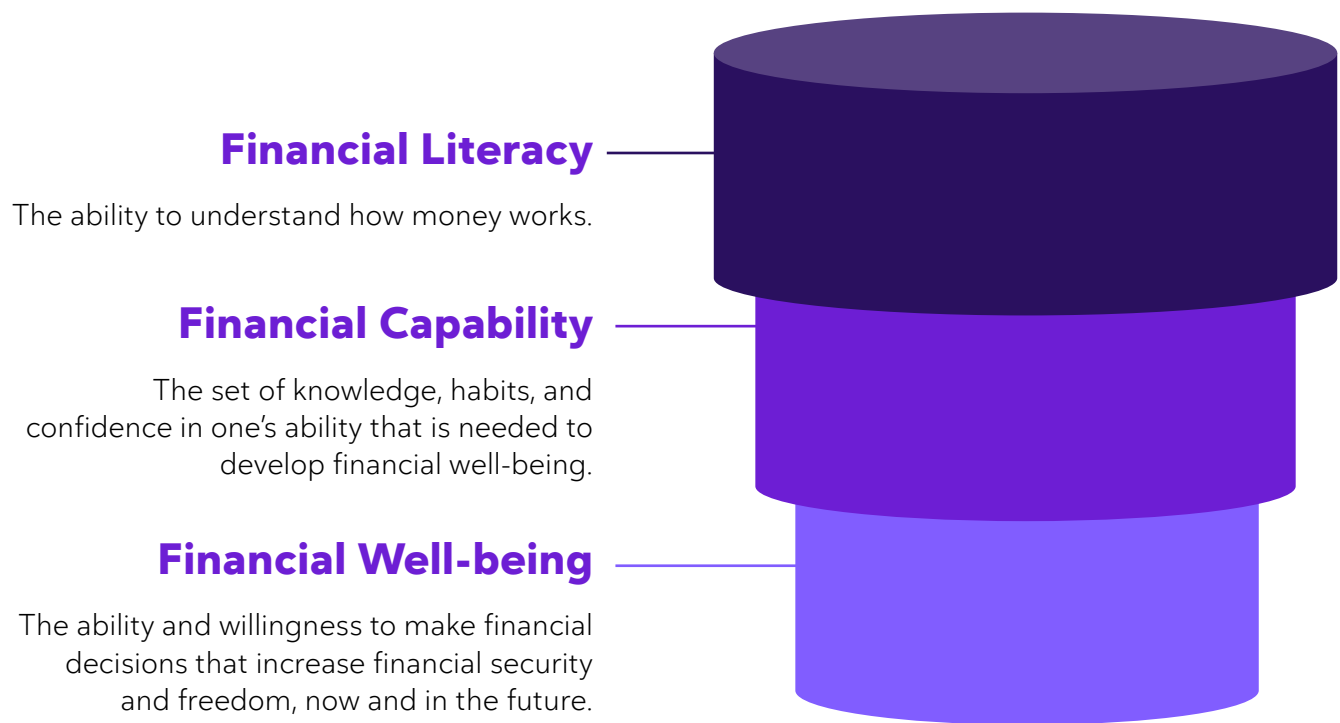 Financial Literacy
The ability to understand how money works.
Financial Capability
The set of knowledge, habits, and
confidence in one’s ability that is needed to
develop financial well-being.
Financial Well-being
The ability and willingness to make financial
decisions that increase financial security
and freedom, now and in the future.